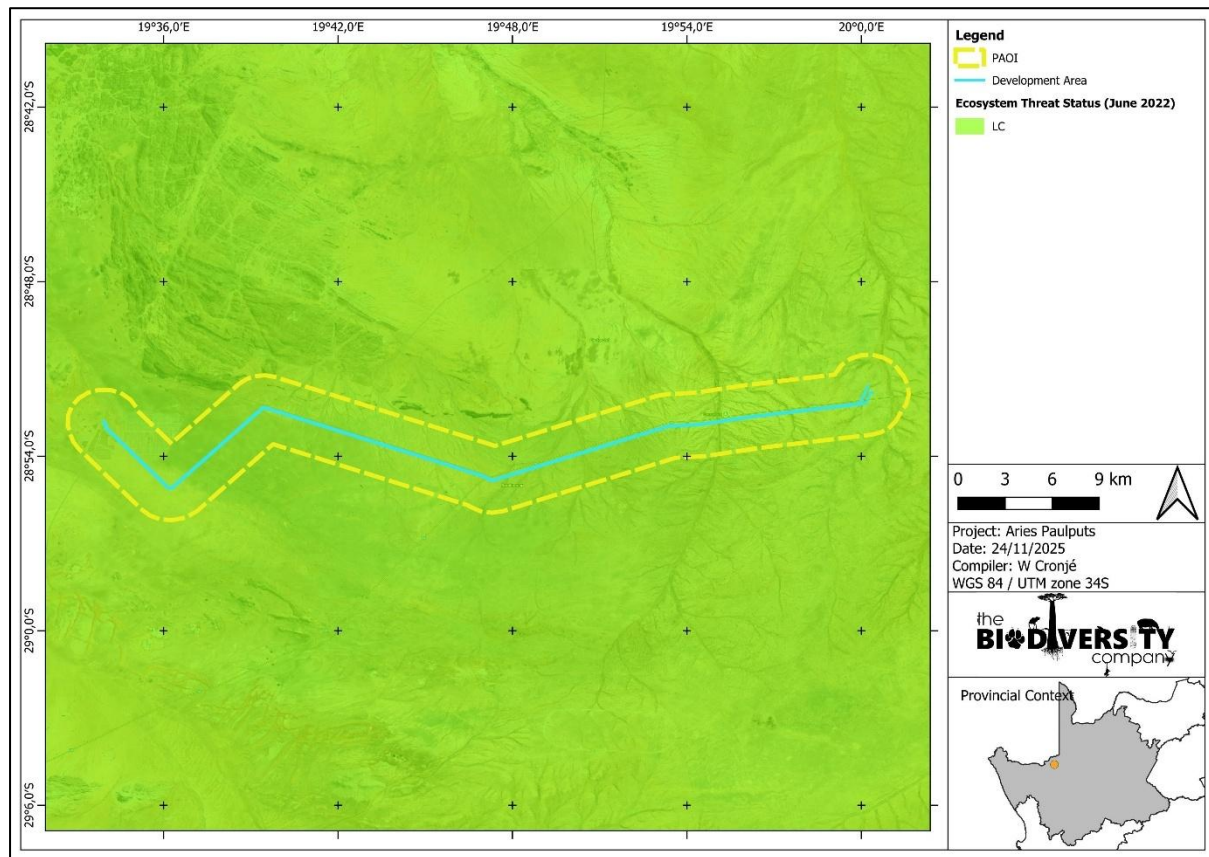 19°36,0'E 19°42,0'E 19°48,0'E 19°54,0'E 20°0,0'E
28°42,0'S
28°48,0'S
28°54,0'S
29°0,0'S
29°6,0'S
Legend
PAOI
Development Area
Ecosystem Threat Status (June 2022)
LC
0 3 6 9 km
Project: Aries Paulputs
Date: 24/11/2025
Compiler: W Cronjé
WGS 84 / UTM zone 34S
the
BIODIVERSITY
company
Provincial Context